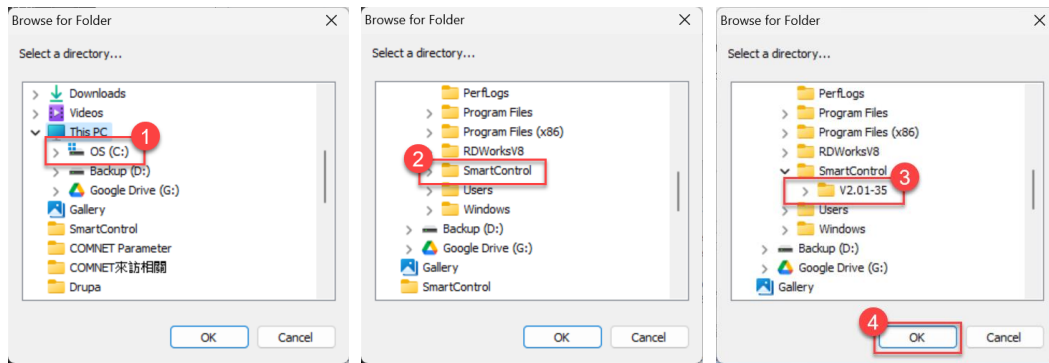 Browse for Folder
Select a directory...
Downloads
Videos
This PC
1
OS (C:)
Backup (D:)
Google Drive (G:)
Gallery
SmartControl
COMNET Parameter
COMNET來訪相關
Drupa
OK
Cancel
Browse for Folder
Select a directory...
PerfLogs
Program Files
Program Files (x86)
RDWorksV8
2
SmartControl
Users
Windows
Backup (D:)
Google Drive (G:)
Gallery
SmartControl
OK
Cancel
Browse for Folder
Select a directory...
PerfLogs
Program Files
Program Files (x86)
RDWorksV8
SmartControl
3
V2.01-35
Users
Windows
Backup (D:)
Google Drive (G:)
Gallery
4
OK
Cancel